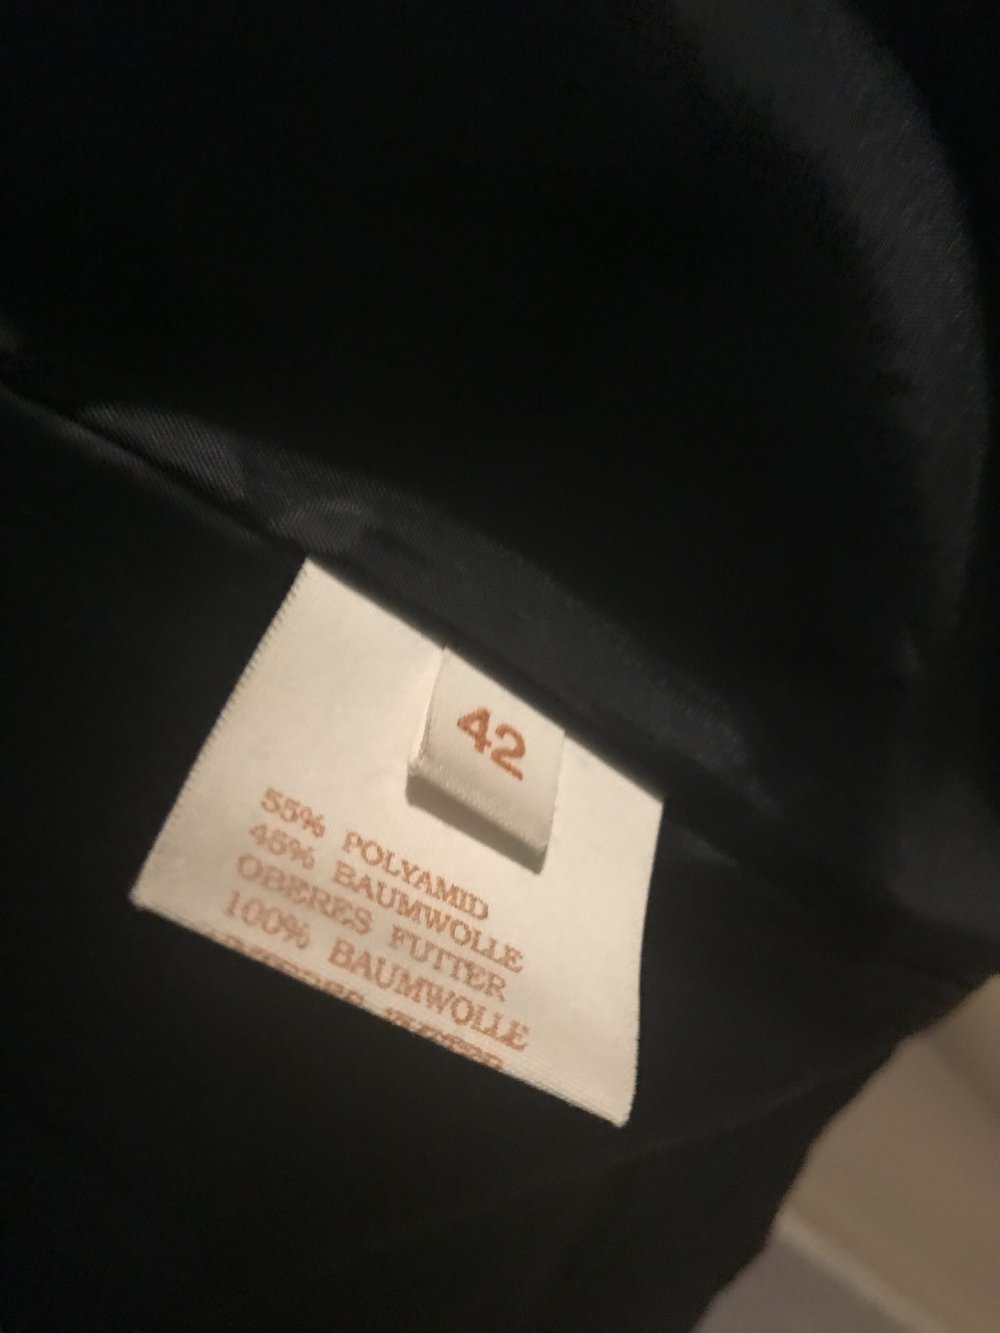 42
55% POLYAMID
45% BAUMWOLLE
OBERES FUTTER
100% BAUMWOLLE